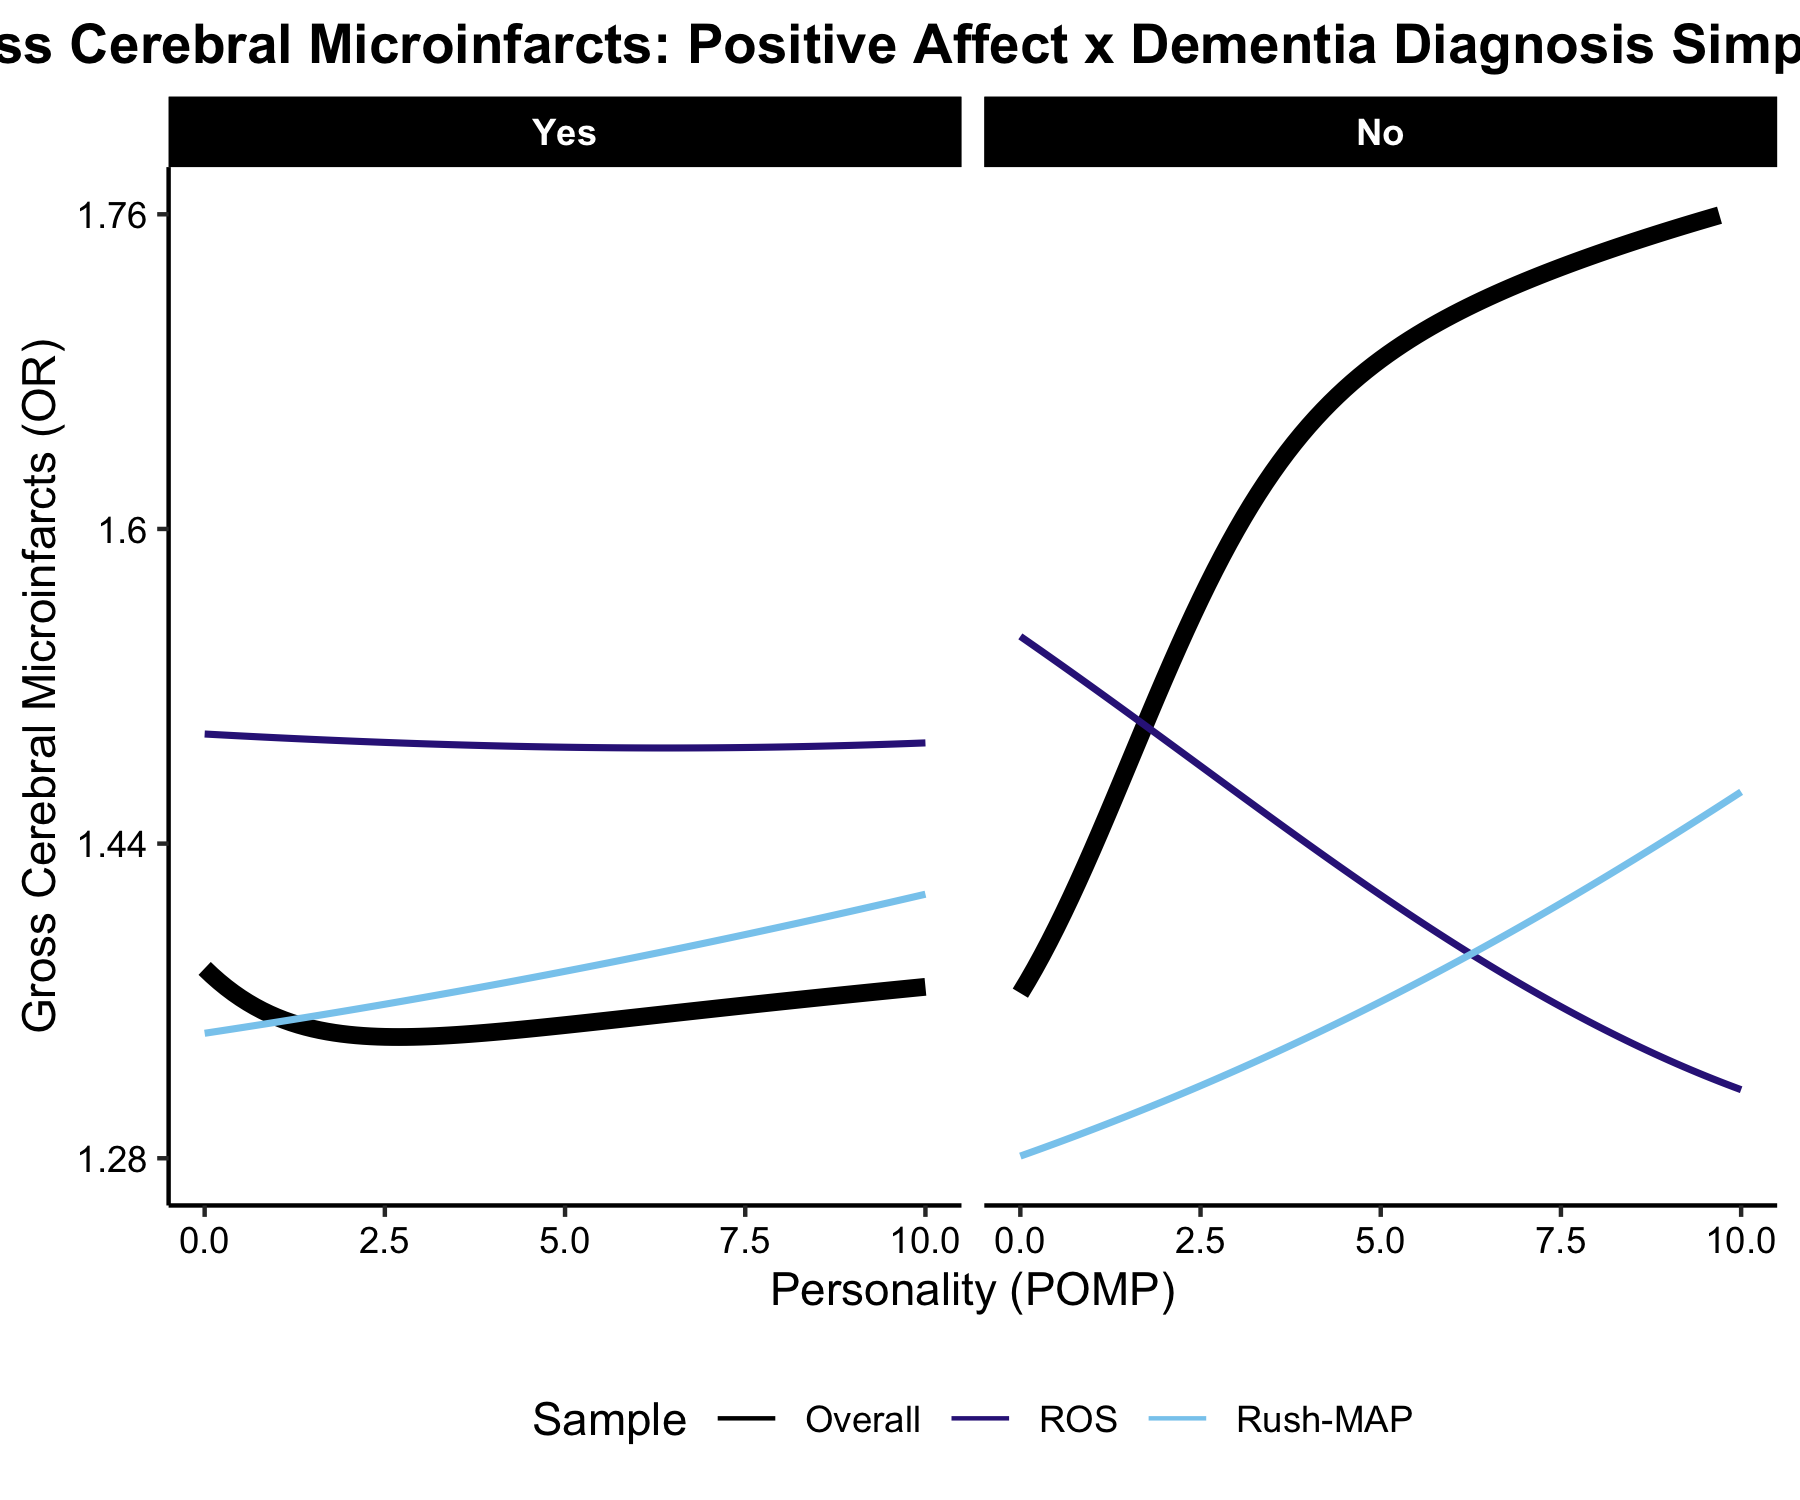 Cerebral Microinfarcts: Positive Affect x Dementia Diagnosis
Yes
No
Gross Cerebral Microinfarcts (OR)
1.76
1.6
1.44
1.28
0.0 2.5 5.0 7.5 10.0
0.0 2.5 5.0 7.5 10.0
Personality (POMP)
Sample Overall ROS Rush-MAP